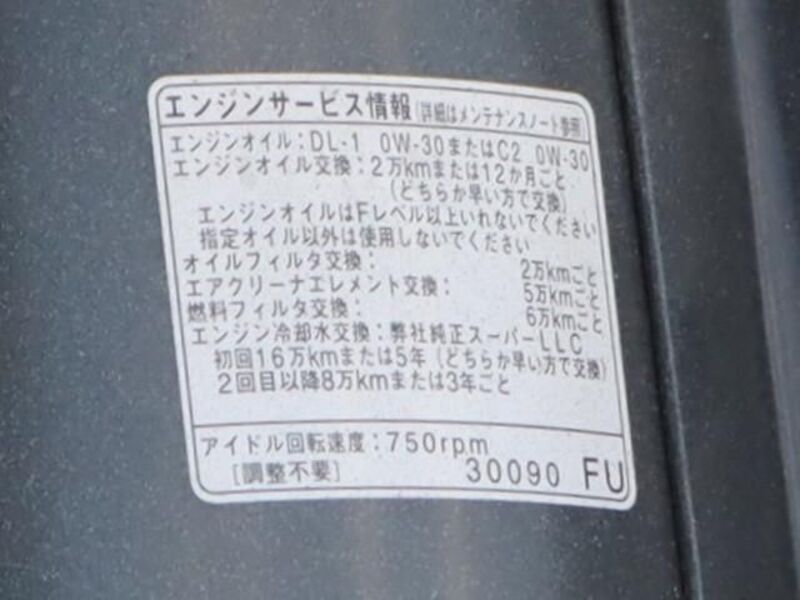 エンジンサービス情報(詳細はメンテナンスノート参照)
エンジンオイル:DL-1 0W-30またはC2 0W-30
エンジンオイル交換:2万kmまたは12か月ごと
(どちらか早い方で交換)
エンジンオイルはFレベル以上いれないでください
指定オイル以外は使用しないでください
オイルフィルタ交換: 2万kmごと
エアクリーナエレメント交換: 5万kmごと
燃料フィルタ交換: 6万kmごと
エンジン冷却水交換:弊社純正スーパーLLC
初回16万kmまたは5年(どちらか早い方で交換)
2回目以降8万kmまたは3年ごと
アイドル回転速度:750rpm
[調整不要] 30090 FU